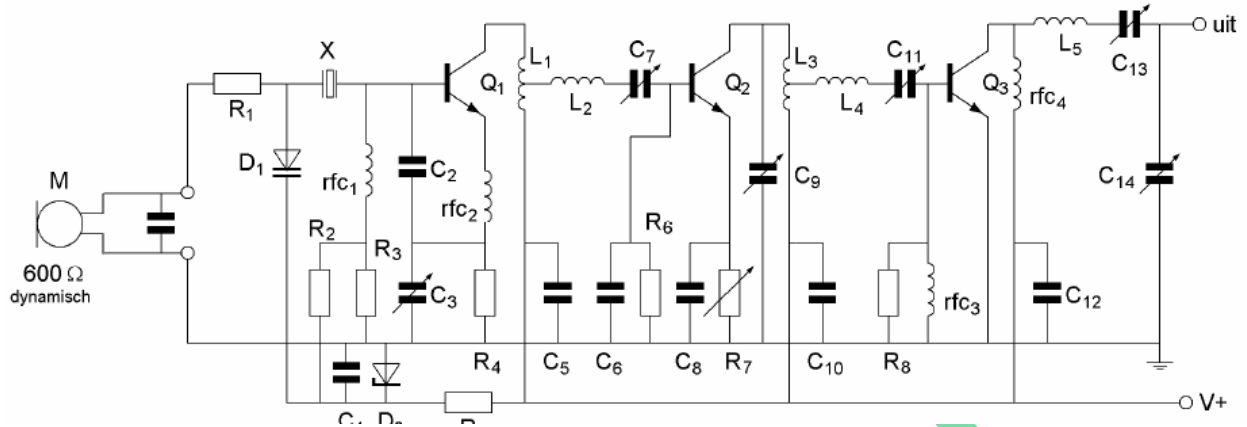 uit
C13
L5
C7
C11
X
L1
L3
Q1
Q2
Q3
rfc4
L2
L4
R1
D1
C2
C9
C14
M
rfc1
rfc2
R6
R2
R3
600 Ω
dynamisch
C3
rfc3
C12
R4
C5
C6
C8
R7
C10
R8
V+